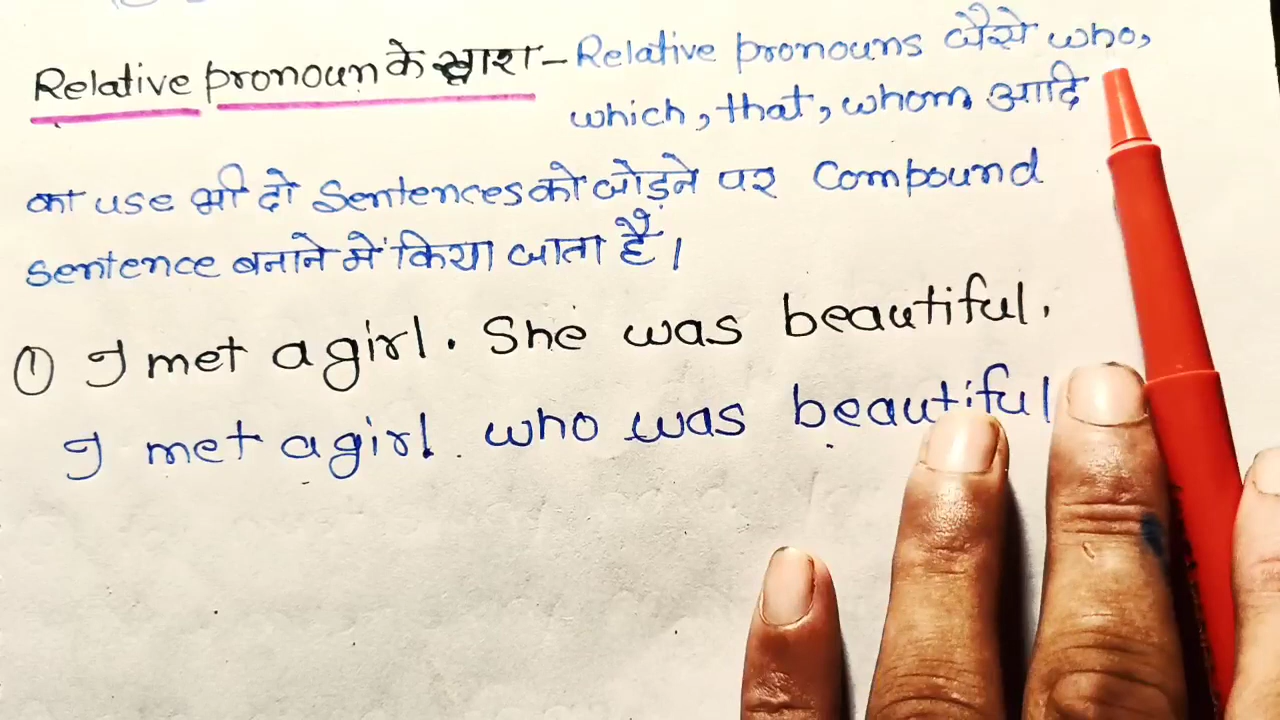 Relative pronoun के द्वारा - Relative pronouns जैसे who,
which, that, whom आदि
का use भी दो Sentences को जोड़ने पर Compound
sentence बनाने में किया जाता है।
① I met a girl. She was beautiful.
I met a girl who was beautiful